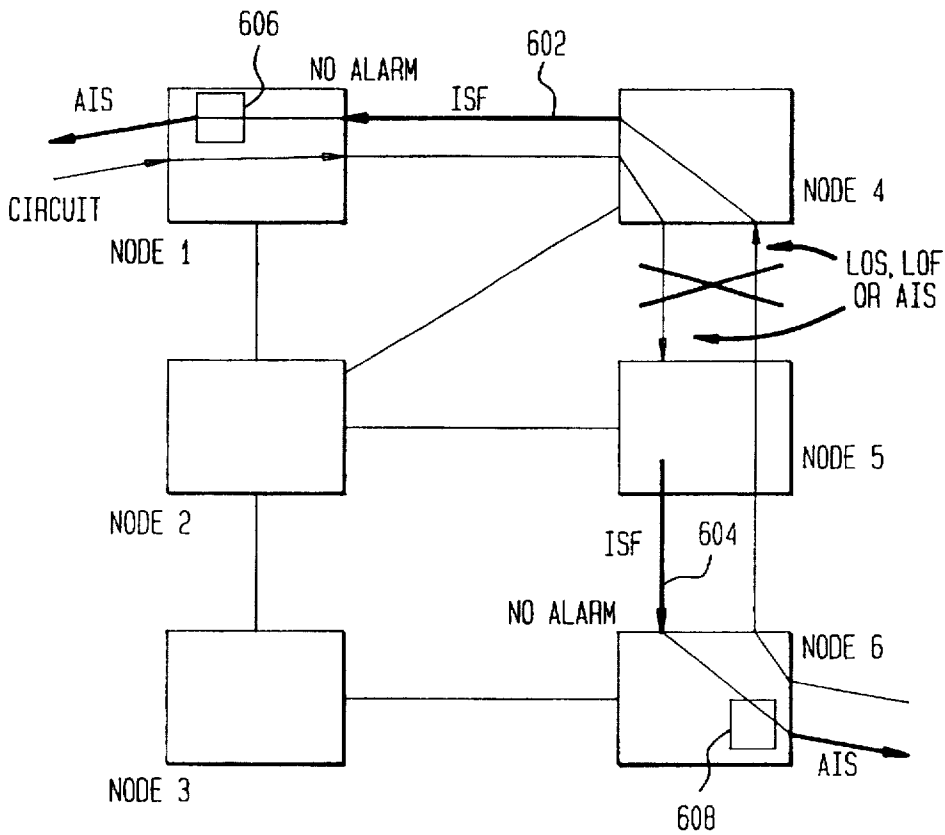 606
602
NO ALARM
AIS
ISF
CIRCUIT
NODE 1
NODE 4
LOS, LOF
OR AIS
NODE 2
NODE 5
ISF
604
NO ALARM
NODE 6
NODE 3
AIS
608